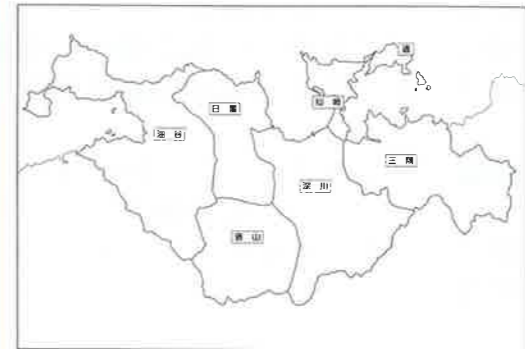 通
仙 崎
日 置
油 谷
三 隅
深 川
俵 山